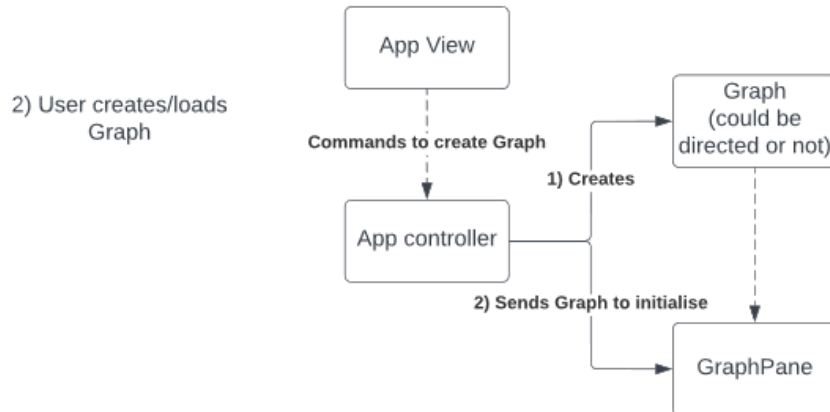 App View
2) User creates/loads
Graph
Graph
(could be
directed or not)
Commands to create Graph
1) Creates
App controller
2) Sends Graph to initialise
GraphPane